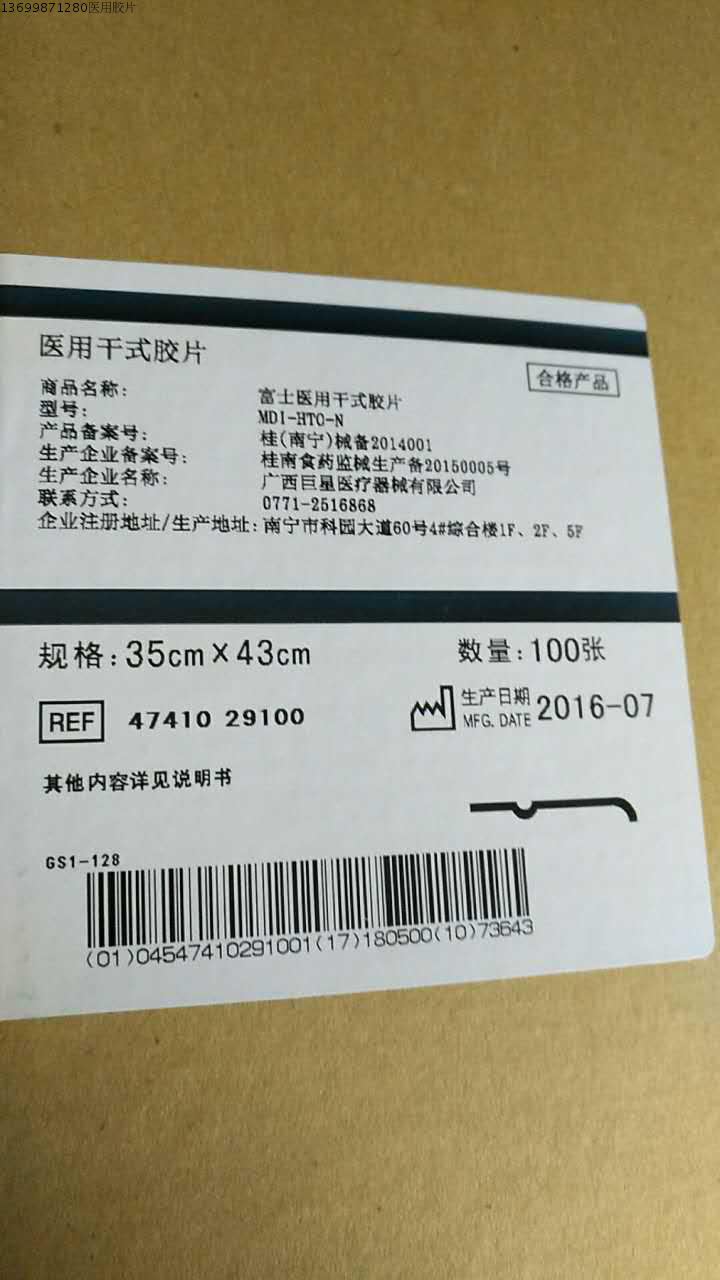 13699871280医用胶片
医用干式胶片
合格产品
商品名称: 富士医用干式胶片
型号: MDI-HTC-N
产品备案号: 桂(南宁)械备2014001
生产企业备案号: 桂南食药监械生产备20150005号
生产企业名称: 广西巨星医疗器械有限公司
联系方式: 0771-2516868
企业注册地址/生产地址: 南宁市科园大道60号4#综合楼1F、2F、5F
规格: 35cm×43cm 数量: 100张
REF 47410 29100 生产日期 2016-07
MFG. DATE
其他内容详见说明书
GS1-128
(01)04547410291001(17)180500(10)73643